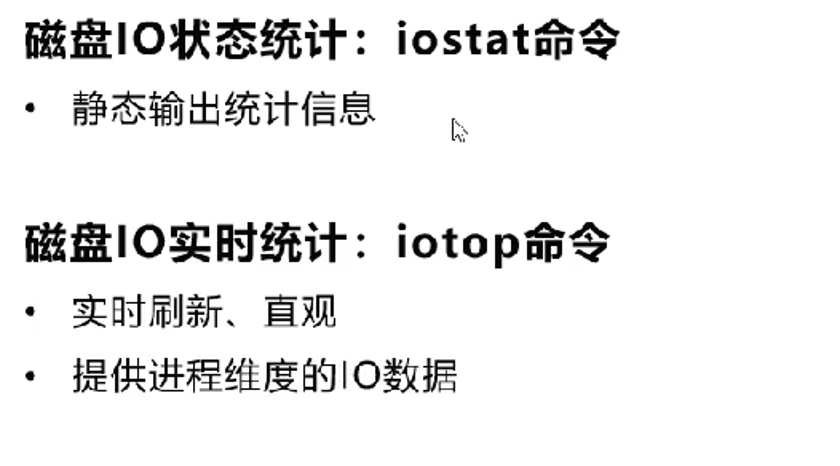 磁盘IO状态统计：iostat命令
• 静态输出统计信息
磁盘IO实时统计：iotop命令
• 实时刷新、直观
• 提供进程维度的IO数据